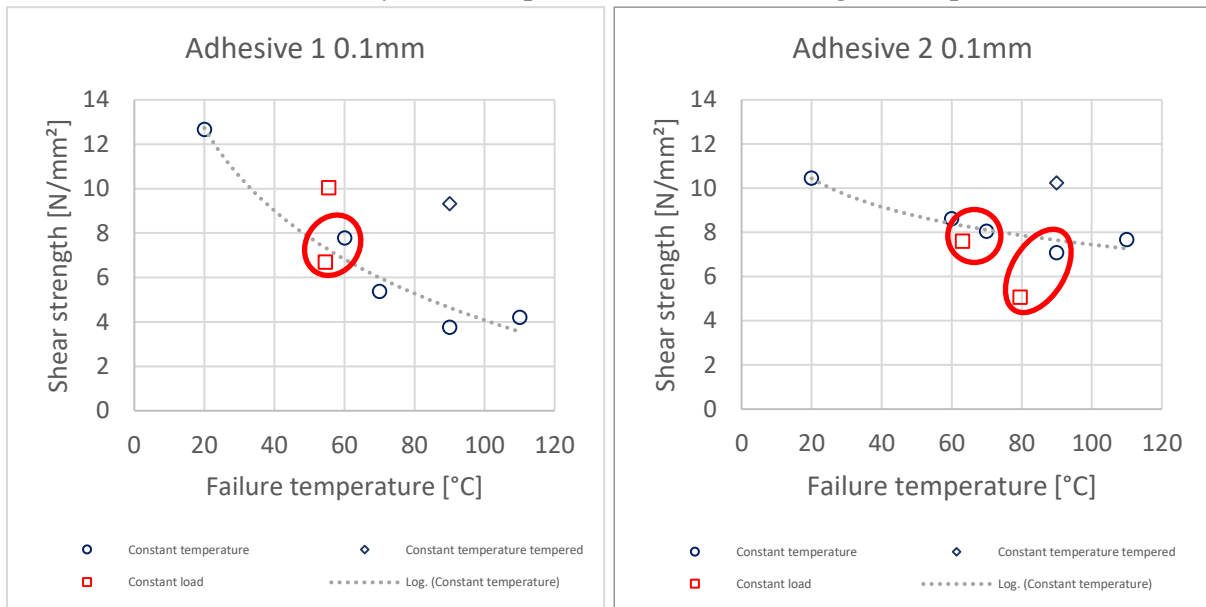 Adhesive 1 0.1mm
Shear strength [N/mm²]
14
12
10
8
6
4
2
0
0 20 40 60 80 100 120
Failure temperature [°C]
Constant temperature
Constant temperature tempered
Constant load
Log. (Constant temperature)
Adhesive 2 0.1mm
Shear strength [N/mm²]
14
12
10
8
6
4
2
0
0 20 40 60 80 100 120
Failure temperature [°C]
Constant temperature
Constant temperature tempered
Constant load
Log. (Constant temperature)